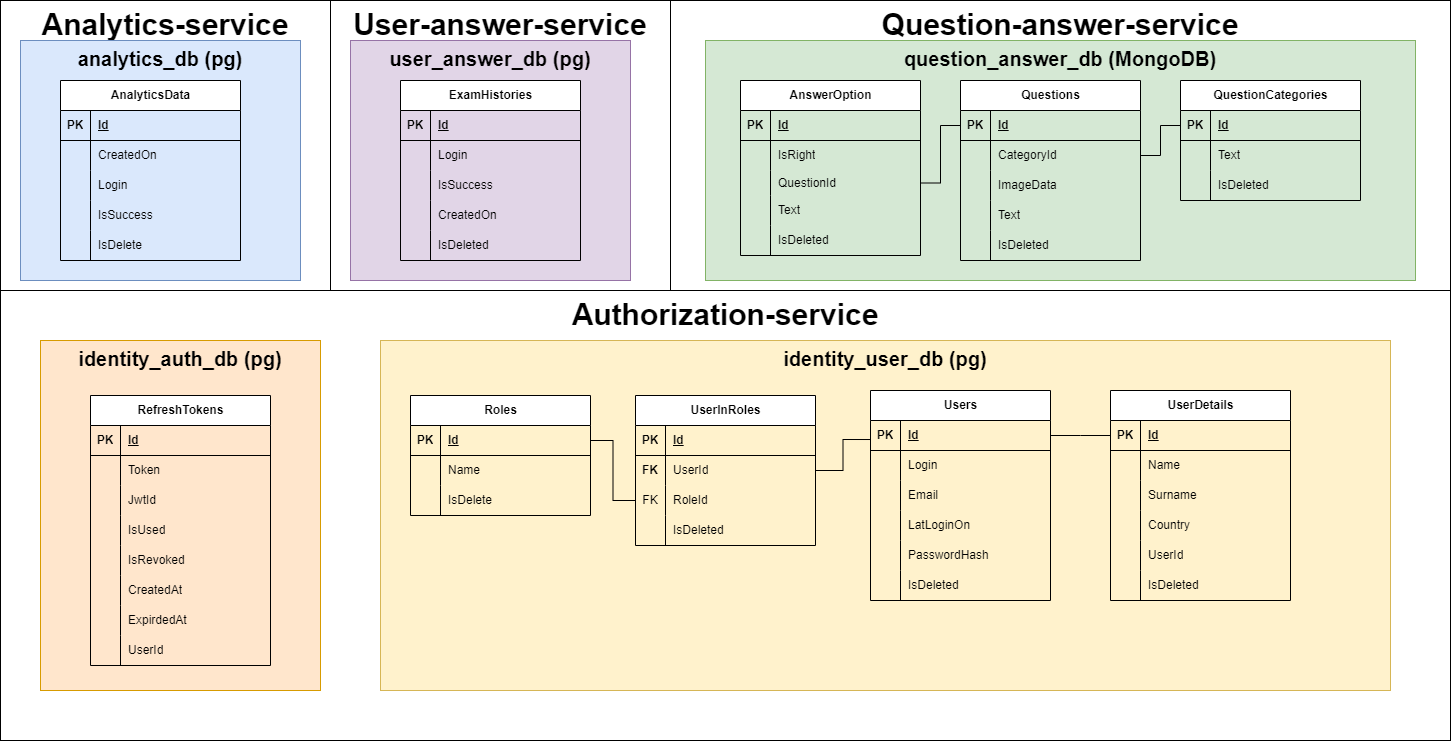 Analytics-service
analytics_db (pg)
AnalyticsData
PK Id
CreatedOn
Login
IsSuccess
IsDelete
User-answer-service
user_answer_db (pg)
ExamHistories
PK Id
Login
IsSuccess
CreatedOn
IsDeleted
Question-answer-service
question_answer_db (MongoDB)
AnswerOption
PK Id
IsRight
QuestionId
Text
IsDeleted
Questions
PK Id
CategoryId
ImageData
Text
IsDeleted
QuestionCategories
PK Id
Text
IsDeleted
Authorization-service
identity_auth_db (pg)
RefreshTokens
PK Id
Token
JwtId
IsUsed
IsRevoked
CreatedAt
ExpirdedAt
UserId
identity_user_db (pg)
Roles
PK Id
Name
IsDelete
UserInRoles
PK Id
FK UserId
FK RoleId
IsDeleted
Users
PK Id
Login
Email
LatLoginOn
PasswordHash
IsDeleted
UserDetails
PK Id
Name
Surname
Country
UserId
IsDeleted